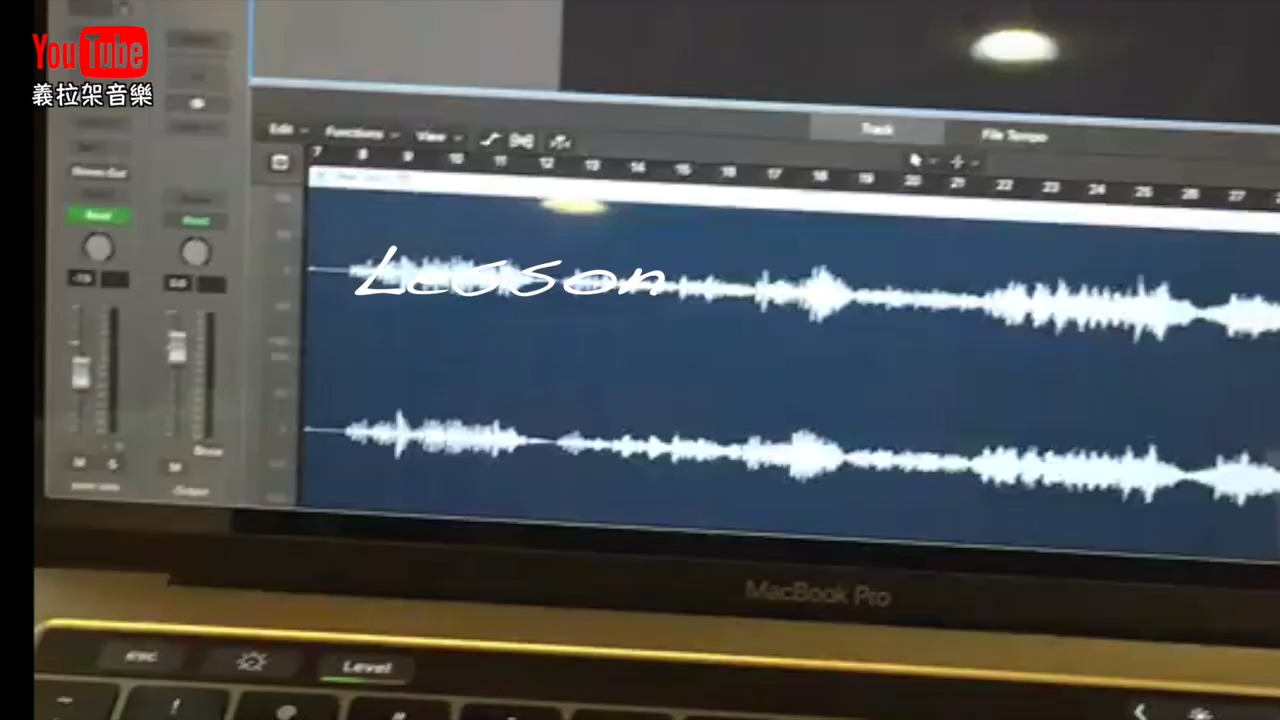 YouTube
義拉架音樂
Edit Functions View Track File Tempo
7 8 9 10 11 12 13 14 15 16 17 18 19 20 21 22 23 24 25 26 27
Read Read
Lesson
M S M
Output
MacBook Pro
esc Level
! @ #